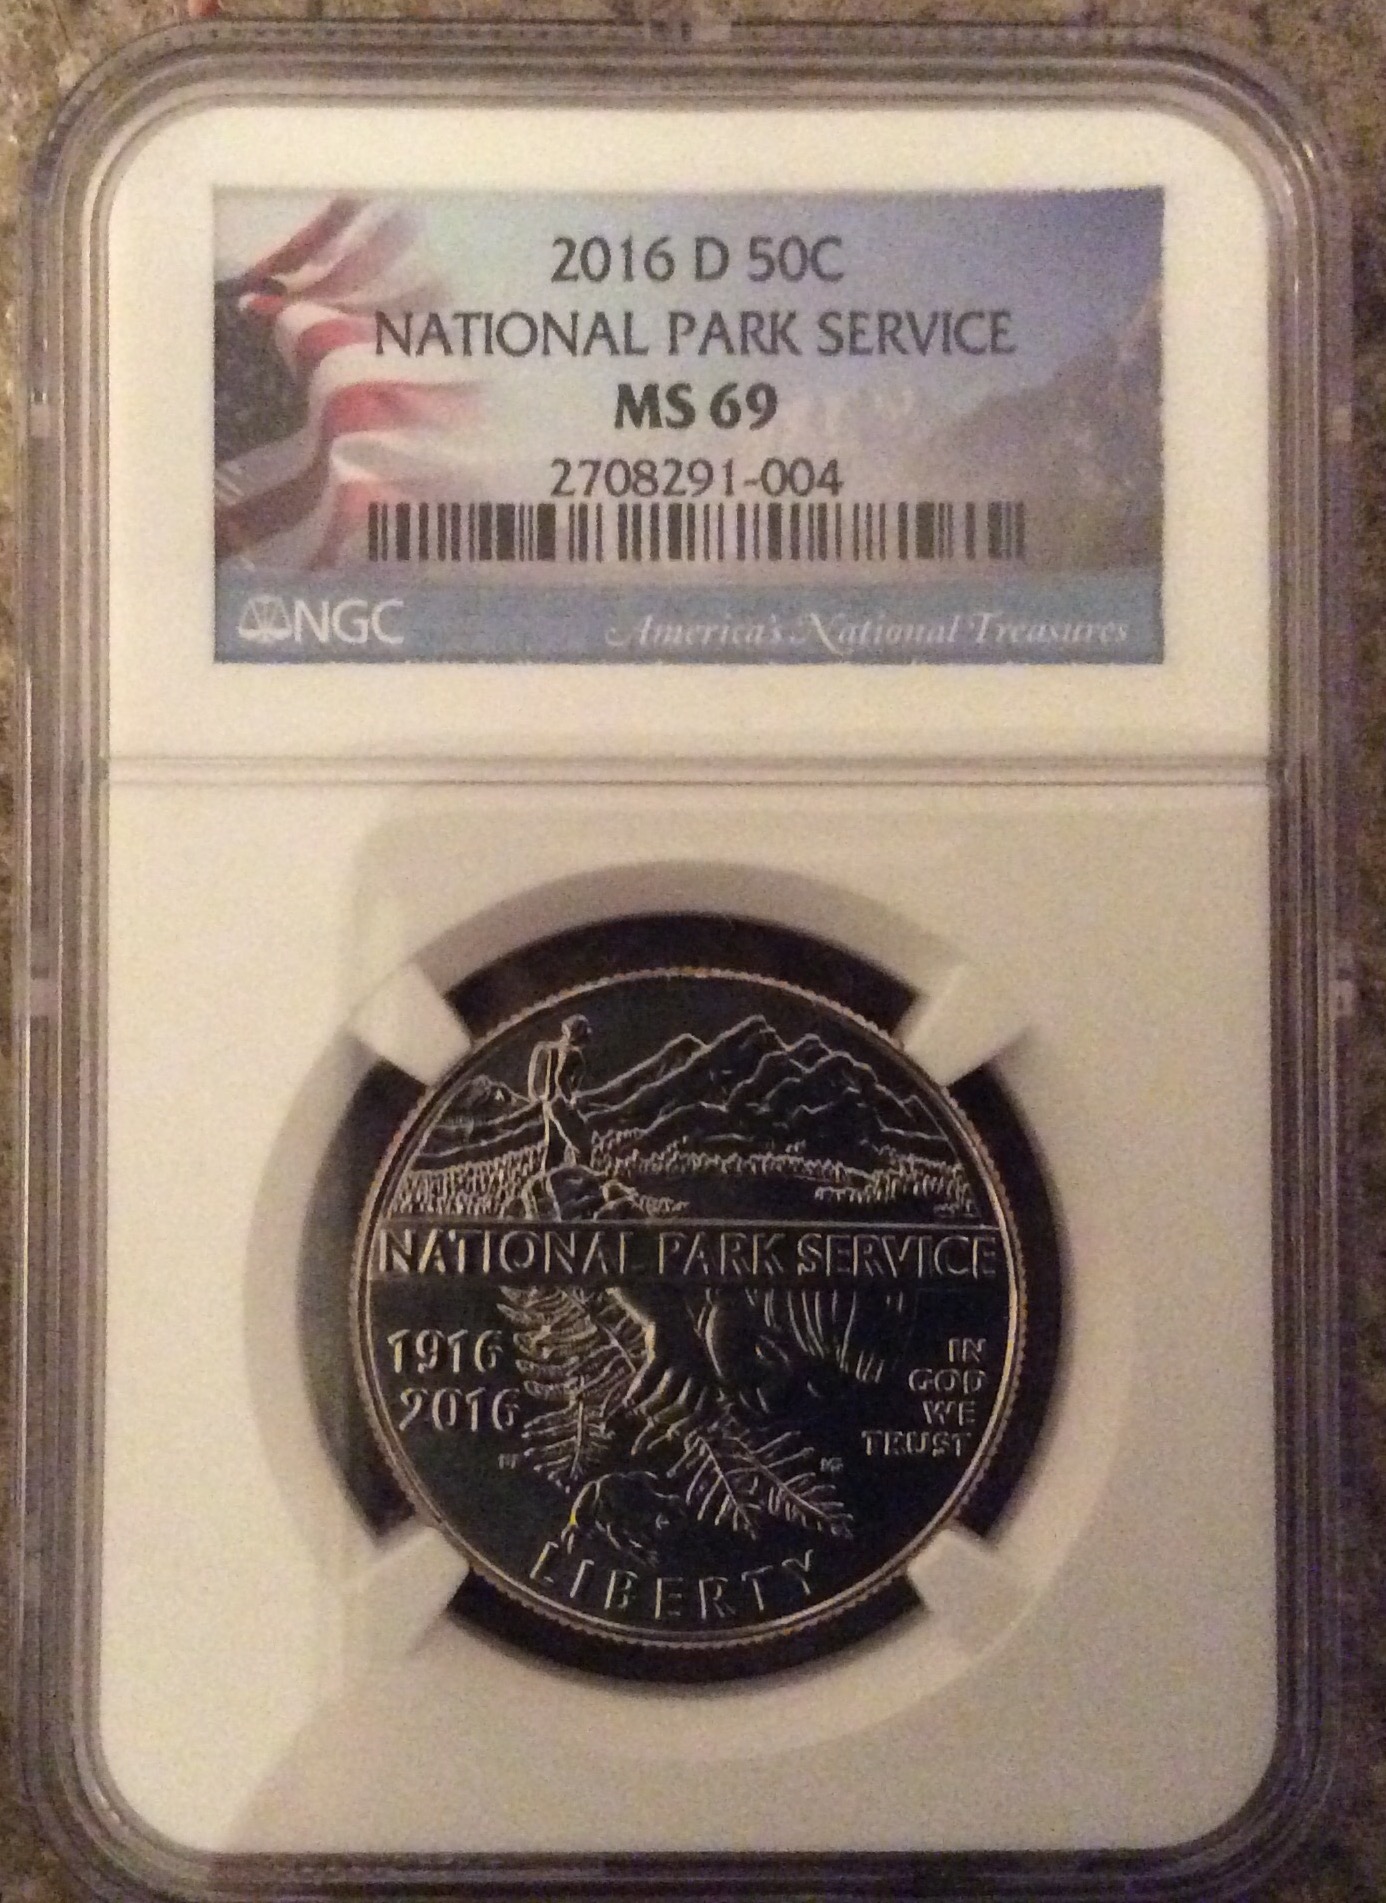 2016 D 50C
NATIONAL PARK SERVICE
MS 69
2708291-004
NGC America's National Treasures
NATIONAL PARK SERVICE
1916
2016
IN
GOD
WE
TRUST
LIBERTY